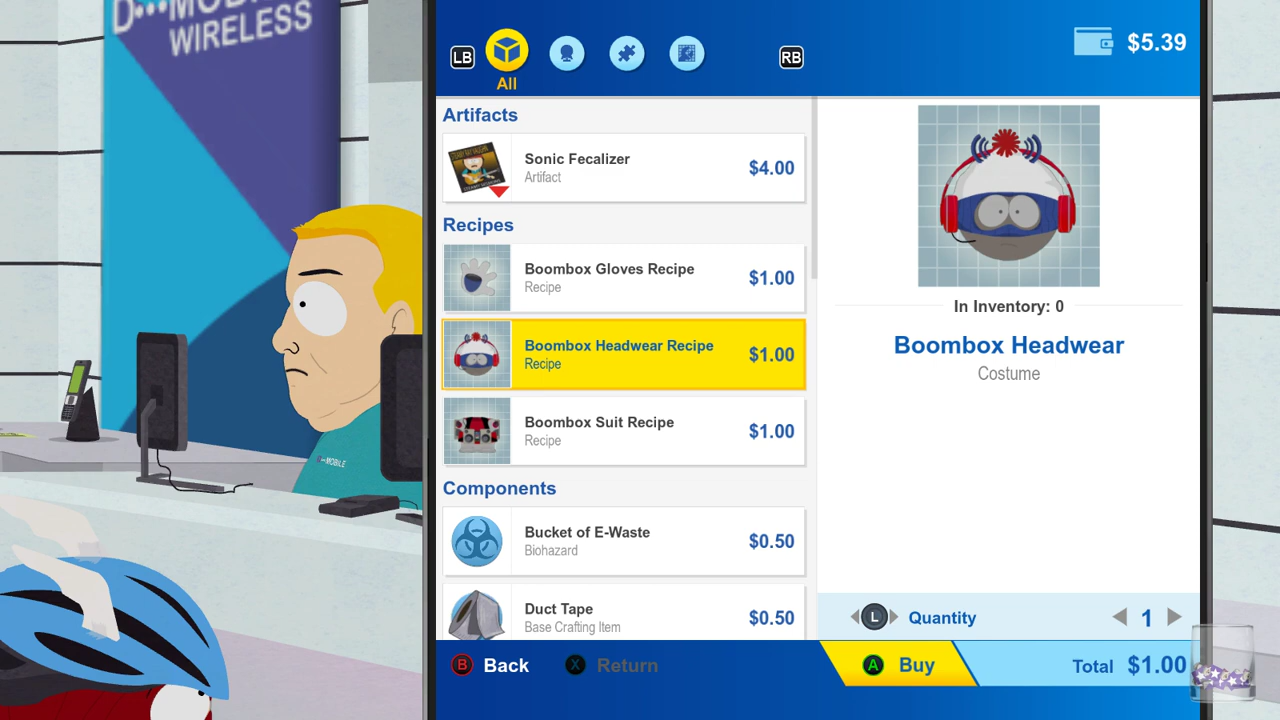 D•••MOBILE
WIRELESS
LB
All
RB
$5.39
Artifacts
Sonic Fecalizer
Artifact
$4.00
Recipes
Boombox Gloves Recipe
Recipe
$1.00
Boombox Headwear Recipe
Recipe
$1.00
Boombox Suit Recipe
Recipe
$1.00
Components
Bucket of E-Waste
Biohazard
$0.50
Duct Tape
Base Crafting Item
$0.50
In Inventory: 0
Boombox Headwear
Costume
L Quantity 1
B Back
X Return
A Buy
Total $1.00
D•••MOBILE